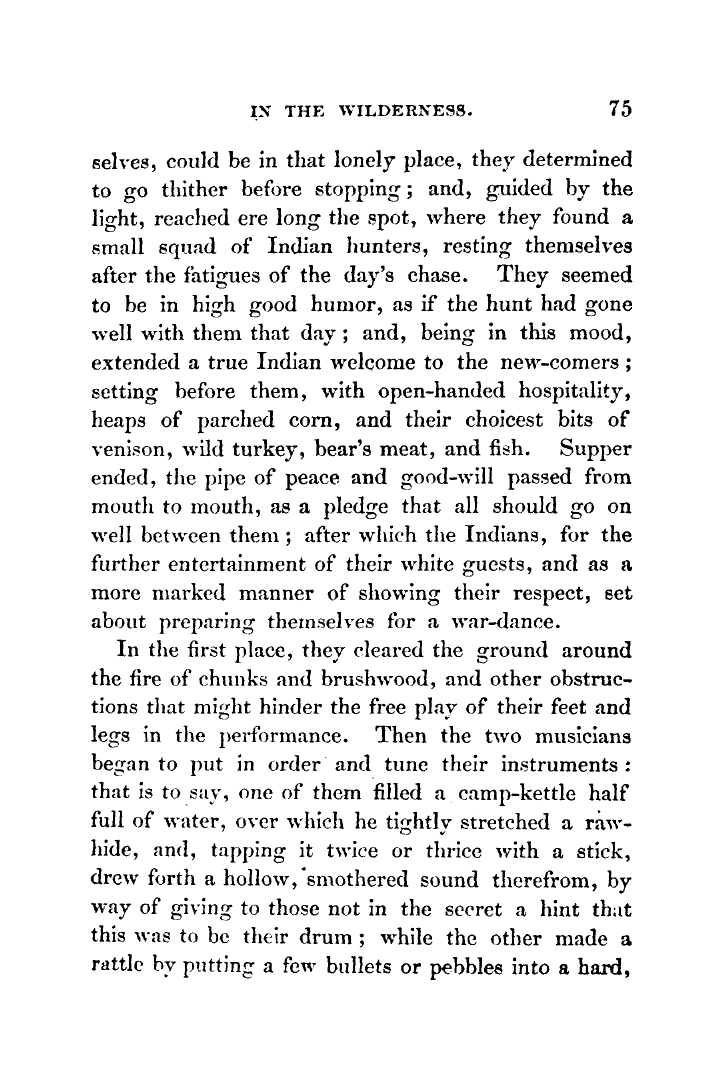 IN THE WILDERNESS. 75
selves, could be in that lonely place, they determined
to go thither before stopping; and, guided by the
light, reached ere long the spot, where they found a
small squad of Indian hunters, resting themselves
after the fatigues of the day's chase. They seemed
to be in high good humor, as if the hunt had gone
well with them that day; and, being in this mood,
extended a true Indian welcome to the new-comers;
setting before them, with open-handed hospitality,
heaps of parched corn, and their choicest bits of
venison, wild turkey, bear's meat, and fish. Supper
ended, the pipe of peace and good-will passed from
mouth to mouth, as a pledge that all should go on
well between them; after which the Indians, for the
further entertainment of their white guests, and as a
more marked manner of showing their respect, set
about preparing themselves for a war-dance.
In the first place, they cleared the ground around
the fire of chunks and brushwood, and other obstruc-
tions that might hinder the free play of their feet and
legs in the performance. Then the two musicians
began to put in order and tune their instruments:
that is to say, one of them filled a camp-kettle half
full of water, over which he tightly stretched a raw-
hide, and, tapping it twice or thrice with a stick,
drew forth a hollow, smothered sound therefrom, by
way of giving to those not in the secret a hint that
this was to be their drum; while the other made a
rattle by putting a few bullets or pebbles into a hard,